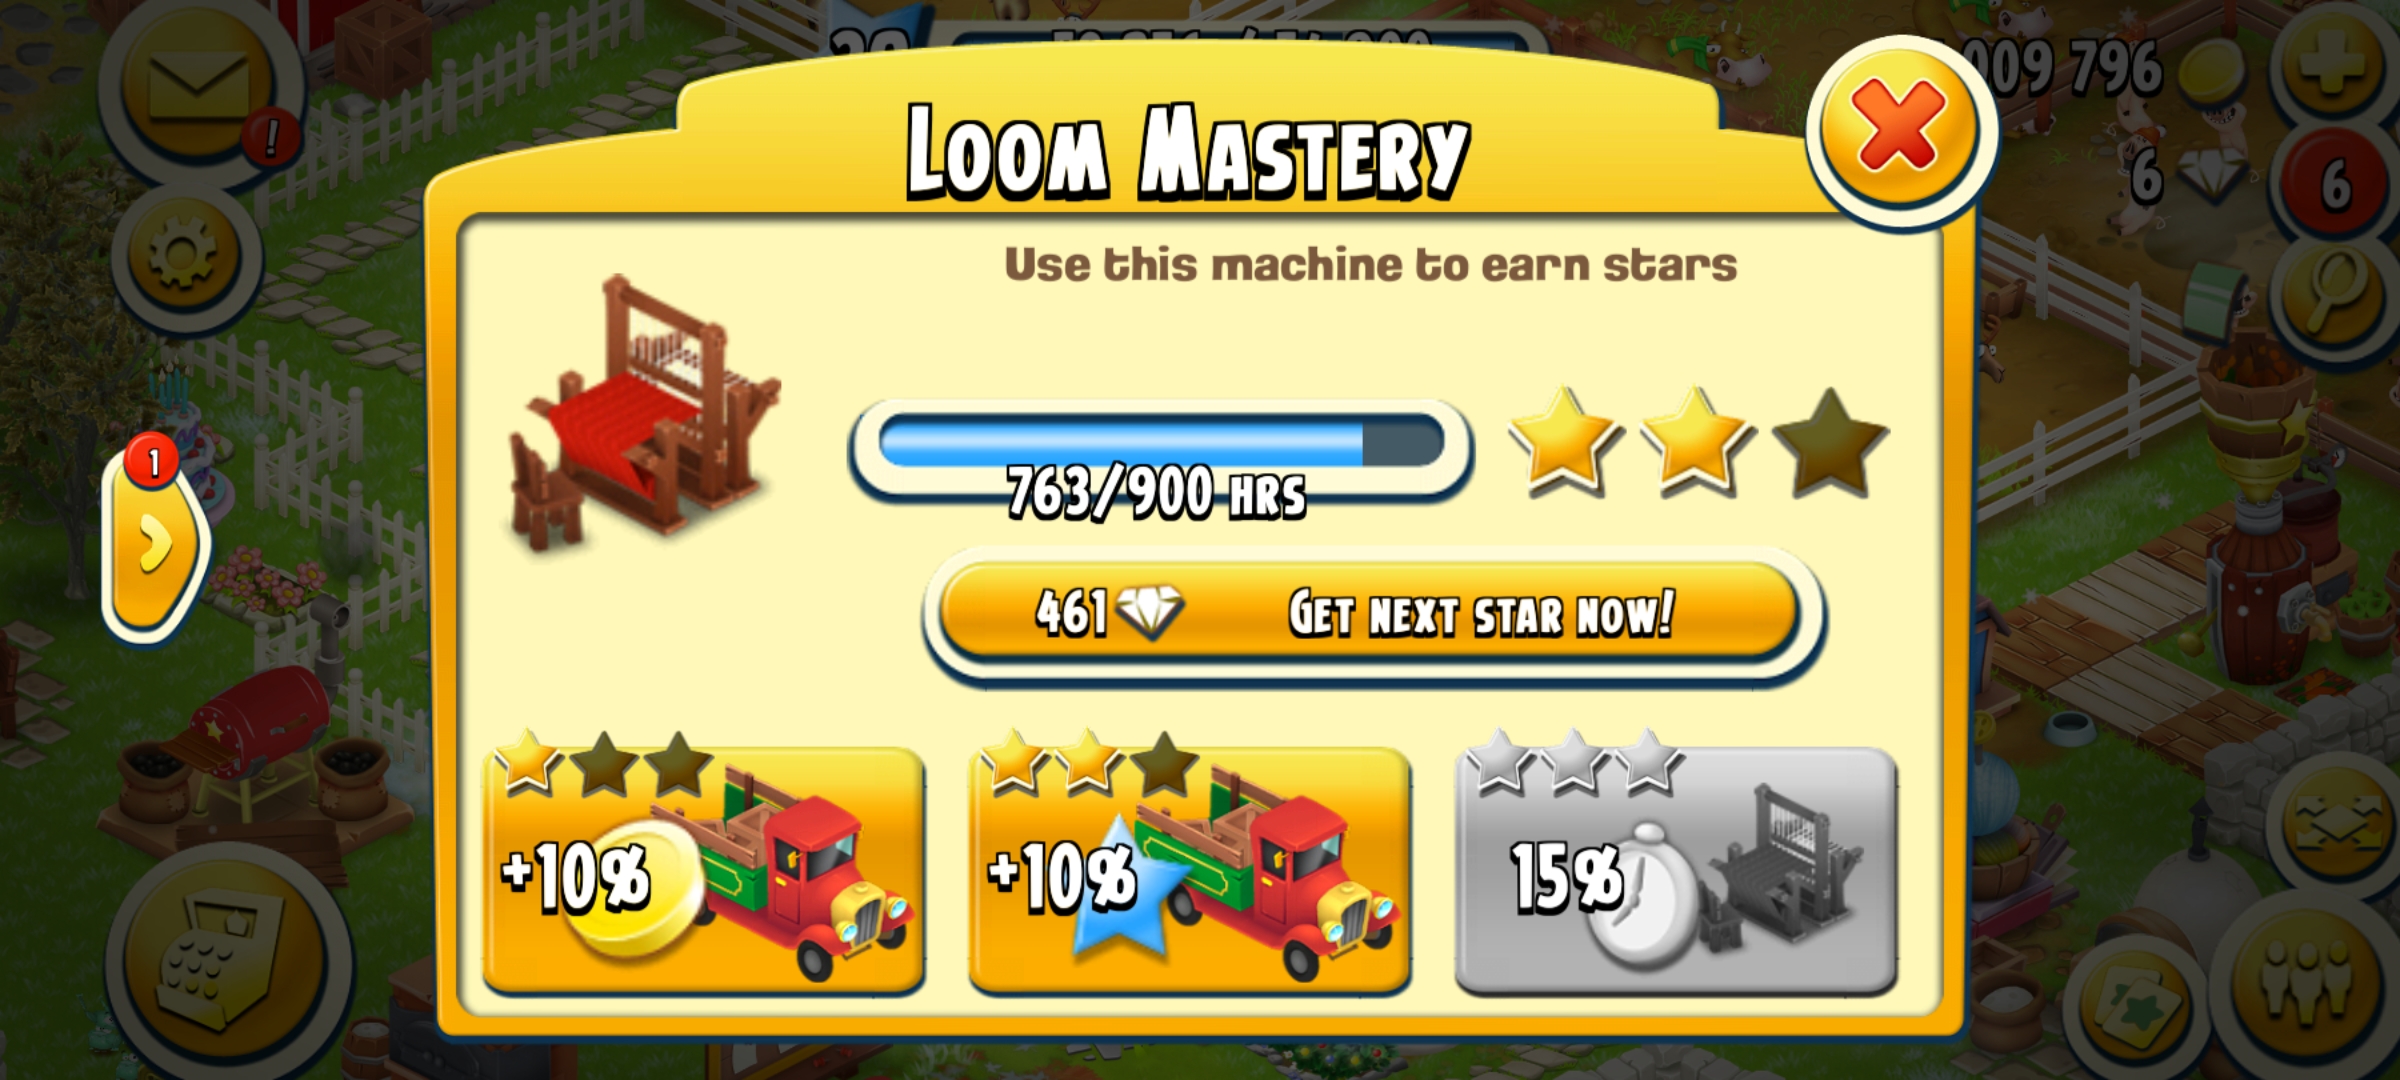 !
009 796
6
6
LOOM MASTERY
Use this machine to earn stars
1
763/900 HRS
461 GET NEXT STAR NOW!
+10% +10% 15%